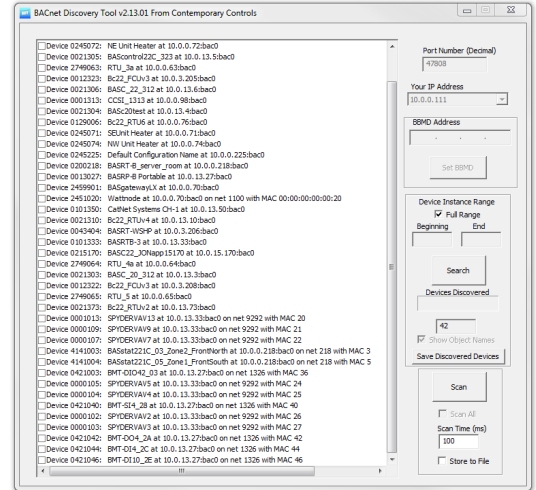 BACnet Discovery Tool v2.13.01 From Contemporary Controls
Device 0245072: NE Unit Heater at 10.0.0.72:bac0
Device 0021305: BAScontrol22C_323 at 10.0.13.5:bac0
Device 2749063: RTU_3a at 10.0.0.63:bac0
Device 0012323: Bc22_FCUv3 at 10.0.3.205:bac0
Device 0021306: BASC_22_312 at 10.0.13.6:bac0
Device 0001313: CCSI_1313 at 10.0.0.98:bac0
Device 0021304: BASc20test at 10.0.13.4:bac0
Device 0129006: Bc22_RTU6 at 10.0.0.76:bac0
Device 0245071: SEUnit Heater at 10.0.0.71:bac0
Device 0245074: NW Unit Heater at 10.0.0.74:bac0
Device 0245225: Default Configuration Name at 10.0.0.225:bac0
Device 0200218: BASRT-B_server_room at 10.0.0.218:bac0
Device 0013027: BASRP-B Portable at 10.0.13.27:bac0
Device 2459901: BASgatewayLX at 10.0.0.70:bac0
Device 2451020: Wattnode at 10.0.0.70:bac0 on net 1100 with MAC 00:00:00:00:00:20
Device 0101350: CatNet Systems CH-1 at 10.0.13.50:bac0
Device 0021310: Bc22_RTUv4 at 10.0.13.10:bac0
Device 0043404: BASRT-WSHP at 10.0.3.206:bac0
Device 0101333: BASRTB-3 at 10.0.13.33:bac0
Device 0215170: BASC22_JONapp15170 at 10.0.15.170:bac0
Device 2749064: RTU_4a at 10.0.0.64:bac0
Device 0021303: BASC_20_312 at 10.0.13.3:bac0
Device 0012322: Bc22_FCUv3 at 10.0.3.208:bac0
Device 2749065: RTU_5 at 10.0.0.65:bac0
Device 0021373: Bc22_RTUv2 at 10.0.13.73:bac0
Device 0001013: SPYDERVAV13 at 10.0.13.33:bac0 on net 9292 with MAC 20
Device 0000109: SPYDERVAV9 at 10.0.13.33:bac0 on net 9292 with MAC 21
Device 0000107: SPYDERVAV7 at 10.0.13.33:bac0 on net 9292 with MAC 22
Device 4141003: BASstat221C_03_Zone2_FrontNorth at 10.0.0.218:bac0 on net 218 with MAC 3
Device 4141004: BASstat221C_05_Zone1_FrontSouth at 10.0.0.218:bac0 on net 218 with MAC 5
Device 0421003: BMT-DIO42_03 at 10.0.13.27:bac0 on net 1326 with MAC 36
Device 0000105: SPYDERVAV5 at 10.0.13.33:bac0 on net 9292 with MAC 24
Device 0000104: SPYDERVAV4 at 10.0.13.33:bac0 on net 9292 with MAC 25
Device 0421040: BMT-SI4_28 at 10.0.13.27:bac0 on net 1326 with MAC 40
Device 0000102: SPYDERVAV2 at 10.0.13.33:bac0 on net 9292 with MAC 26
Device 0000103: SPYDERVAV3 at 10.0.13.33:bac0 on net 9292 with MAC 27
Device 0421042: BMT-DO4_2A at 10.0.13.27:bac0 on net 1326 with MAC 42
Device 0421044: BMT-DI4_2C at 10.0.13.27:bac0 on net 1326 with MAC 44
Device 0421046: BMT-DI10_2E at 10.0.13.27:bac0 on net 1326 with MAC 46
Port Number (Decimal)
47808
Your IP Address
10.0.0.111
BBMD Address
Set BBMD
Device Instance Range
Full Range
Beginning End
Search
Devices Discovered
42
Show Object Names
Save Discovered Devices
Scan
Scan All
Scan Time (ms)
100
Store to File